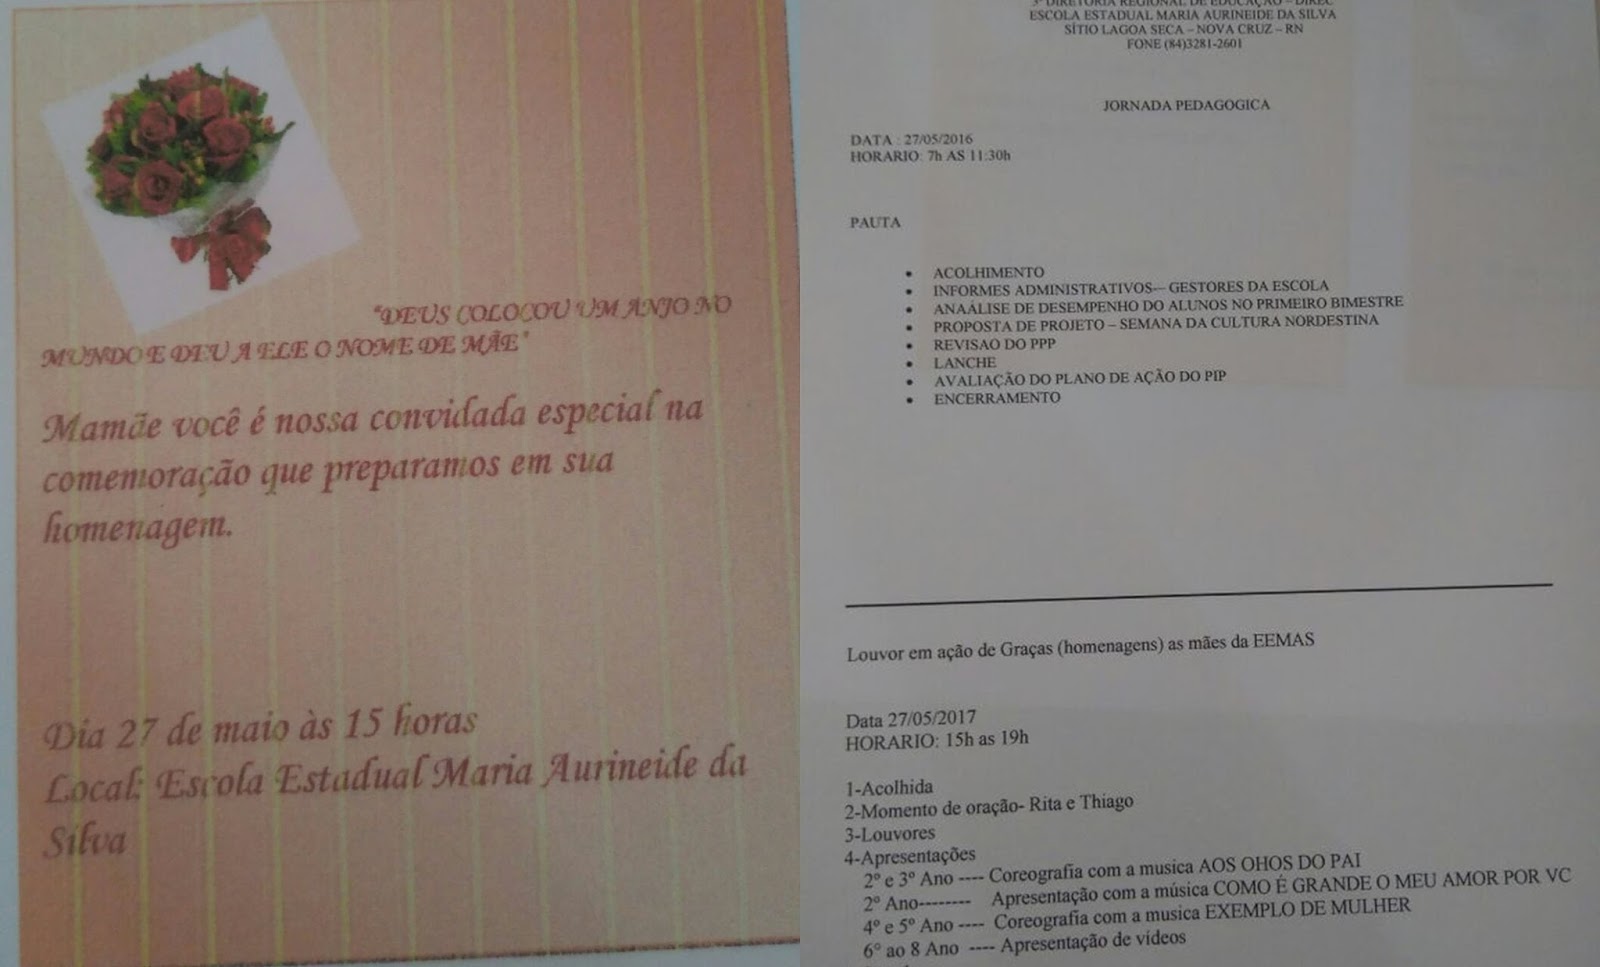 "DEUS COLOCOU UM ANJO NO
MUNDO E DEU A ELE O NOME DE MÃE"
Mamãe você é nossa convidada especial na
comemoração que preparamos em sua
homenagem.
Dia 27 de maio às 15 horas
Local: Escola Estadual Maria Aurineide da
Silva
3ª DIRETORIA REGIONAL DE EDUCAÇÃO – DIREC
ESCOLA ESTADUAL MARIA AURINEIDE DA SILVA
SÍTIO LAGOA SECA – NOVA CRUZ – RN
FONE (84)3281-2601
JORNADA PEDAGOGICA
DATA : 27/05/2016
HORARIO: 7h AS 11:30h
PAUTA
• ACOLHIMENTO
• INFORMES ADMINISTRATIVOS— GESTORES DA ESCOLA
• ANAÁLISE DE DESEMPENHO DO ALUNOS NO PRIMEIRO BIMESTRE
• PROPOSTA DE PROJETO – SEMANA DA CULTURA NORDESTINA
• REVISAO DO PPP
• LANCHE
• AVALIAÇÃO DO PLANO DE AÇÃO DO PIP
• ENCERRAMENTO
Louvor em ação de Graças (homenagens) as mães da EEMAS
Data 27/05/2017
HORARIO: 15h as 19h
1-Acolhida
2-Momento de oração- Rita e Thiago
3-Louvores
4-Apresentações
2º e 3º Ano ---- Coreografia com a musica AOS OHOS DO PAI
2º Ano-------- Apresentação com a música COMO É GRANDE O MEU AMOR POR VC
4º e 5º Ano ---- Coreografia com a musica EXEMPLO DE MULHER
6° ao 8 Ano ---- Apresentação de vídeos